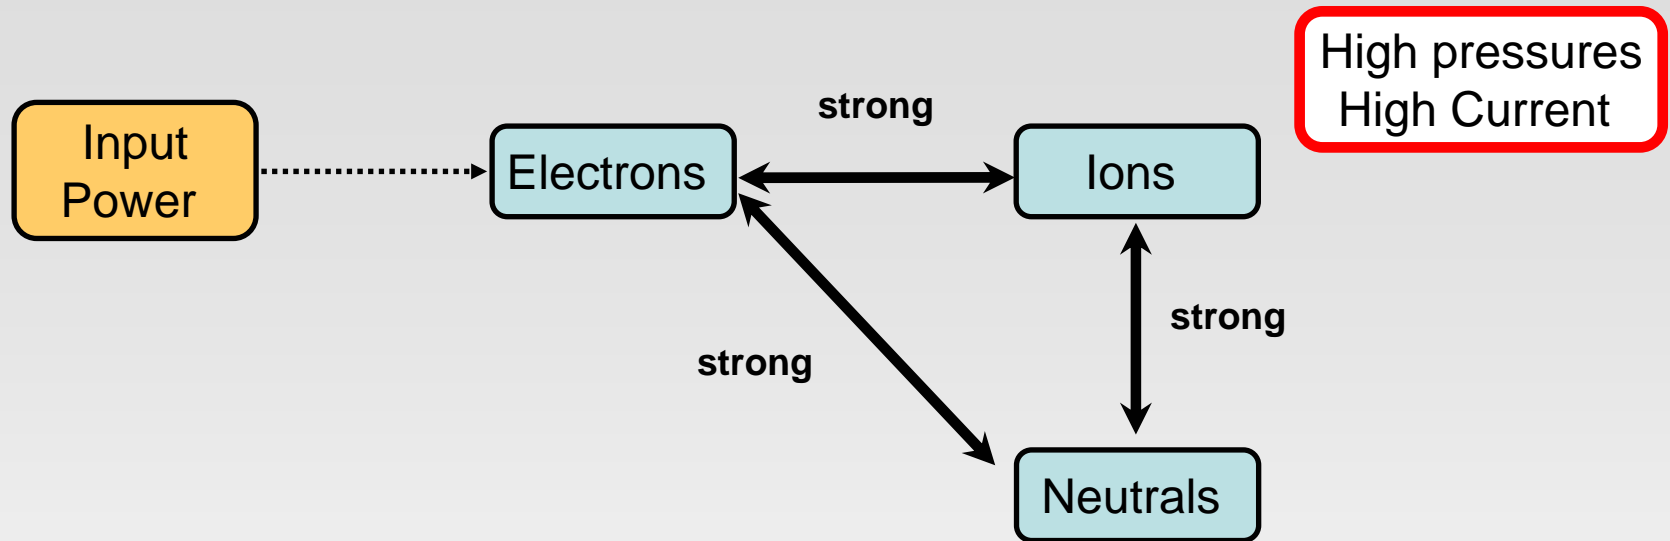 High pressures
High Current
Input
Power
strong
Electrons
Ions
strong
strong
Neutrals